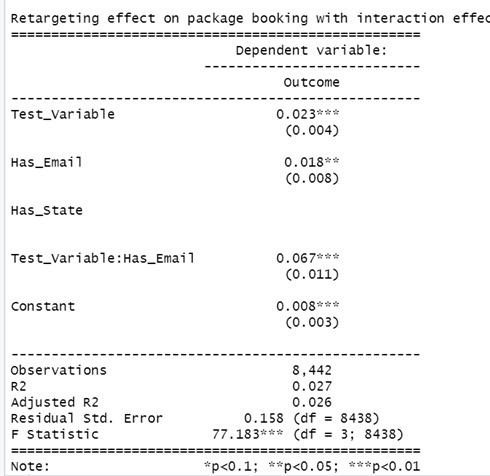 Retargeting effect on package booking with interaction effec
==================================================
Dependent variable:
---------------------------
Outcome
--------------------------------------------------
Test_Variable 0.023***
(0.004)
Has_Email 0.018**
(0.008)
Has_State
Test_Variable:Has_Email 0.067***
(0.011)
Constant 0.008***
(0.003)
--------------------------------------------------
Observations 8,442
R2 0.027
Adjusted R2 0.026
Residual Std. Error 0.158 (df = 8438)
F Statistic 77.183*** (df = 3; 8438)
==================================================
Note: *p<0.1; **p<0.05; ***p<0.01